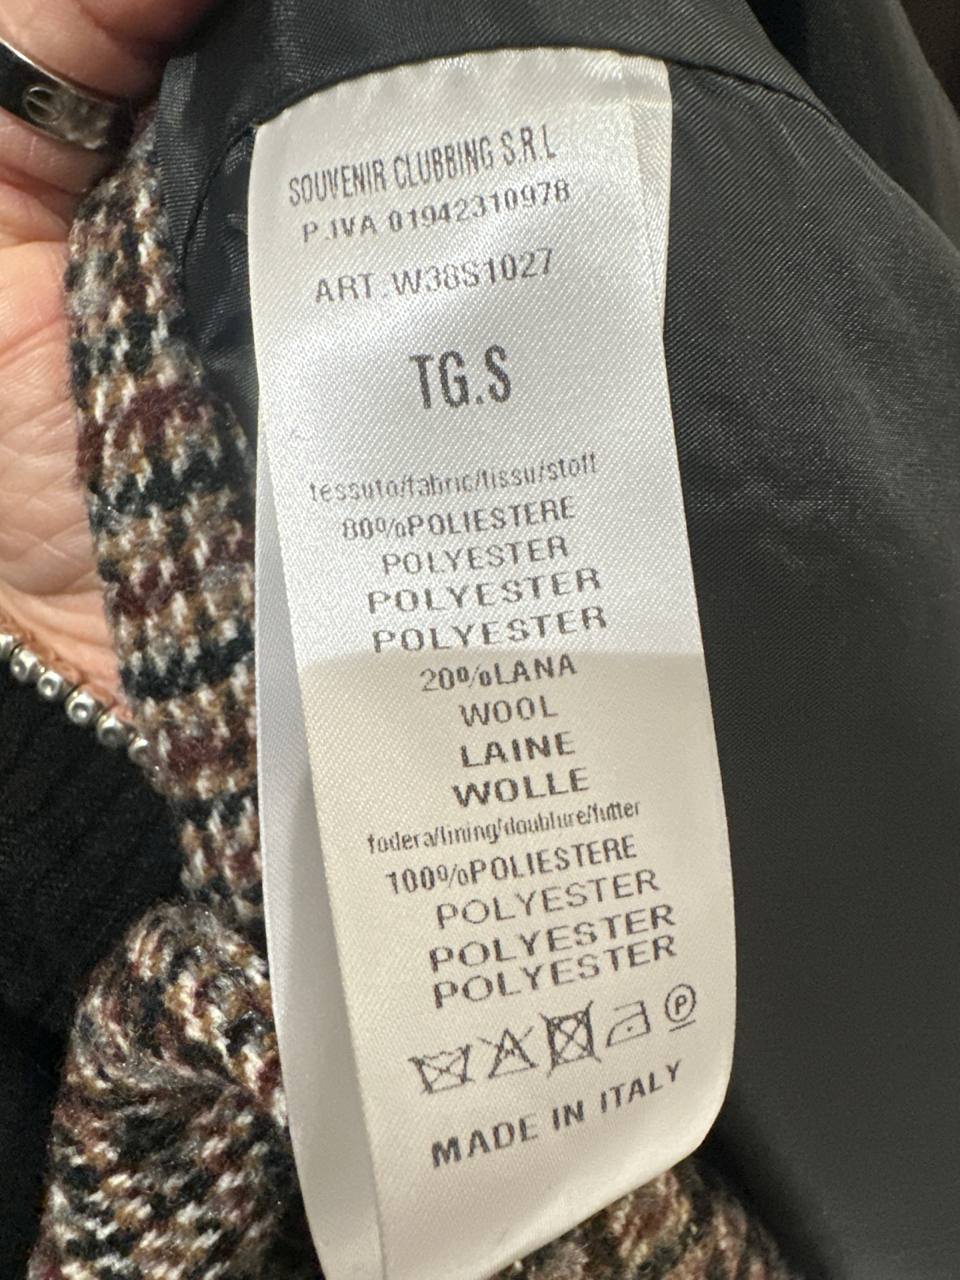 SOUVENIR CLUBBING S.R.L
P.IVA 01942310978
ART.W38S1027
TG.S
tessuto/fabric/tissu/stoff
80%POLIESTERE
POLYESTER
POLYESTER
POLYESTER
20%LANA
WOOL
LAINE
WOLLE
fodera/lining/doublure/futter
100%POLIESTERE
POLYESTER
POLYESTER
POLYESTER
P
MADE IN ITALY